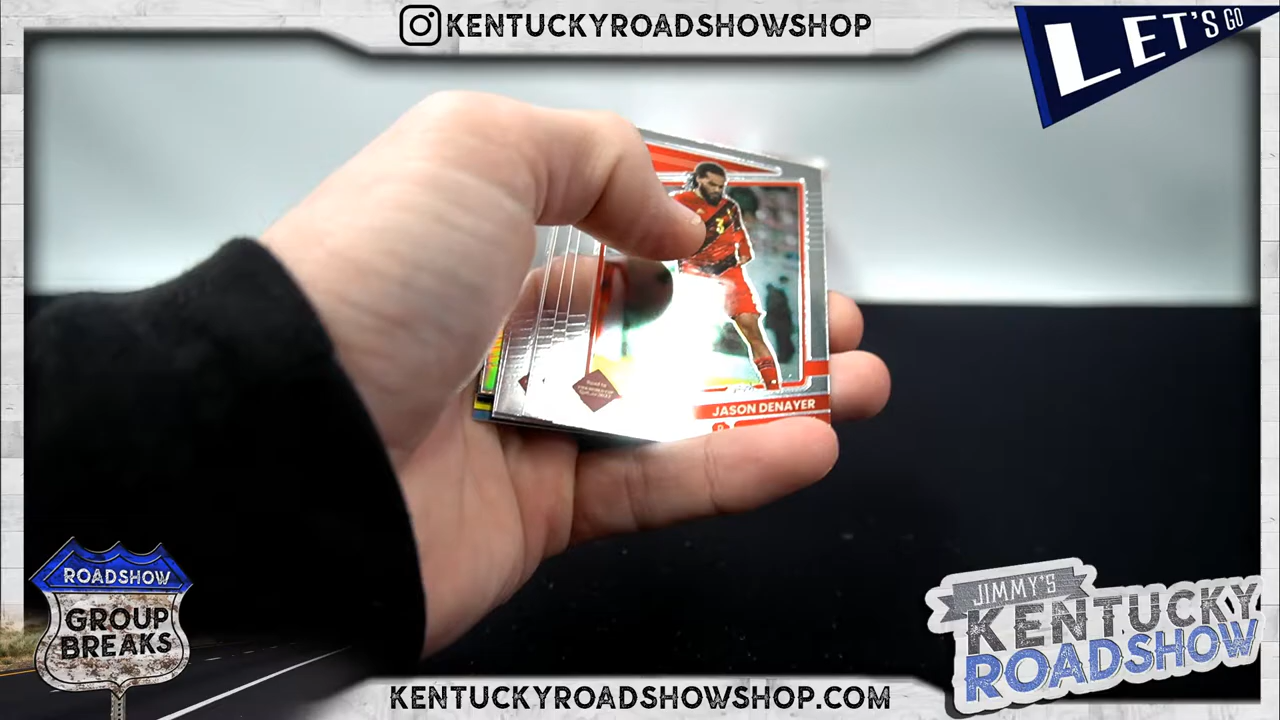 KENTUCKYROADSHOWSHOP
LET'S GO
JASON DENAYER
ROADSHOW
GROUP
BREAKS
JIMMY'S
KENTUCKY
ROADSHOW
KENTUCKYROADSHOWSHOP.COM